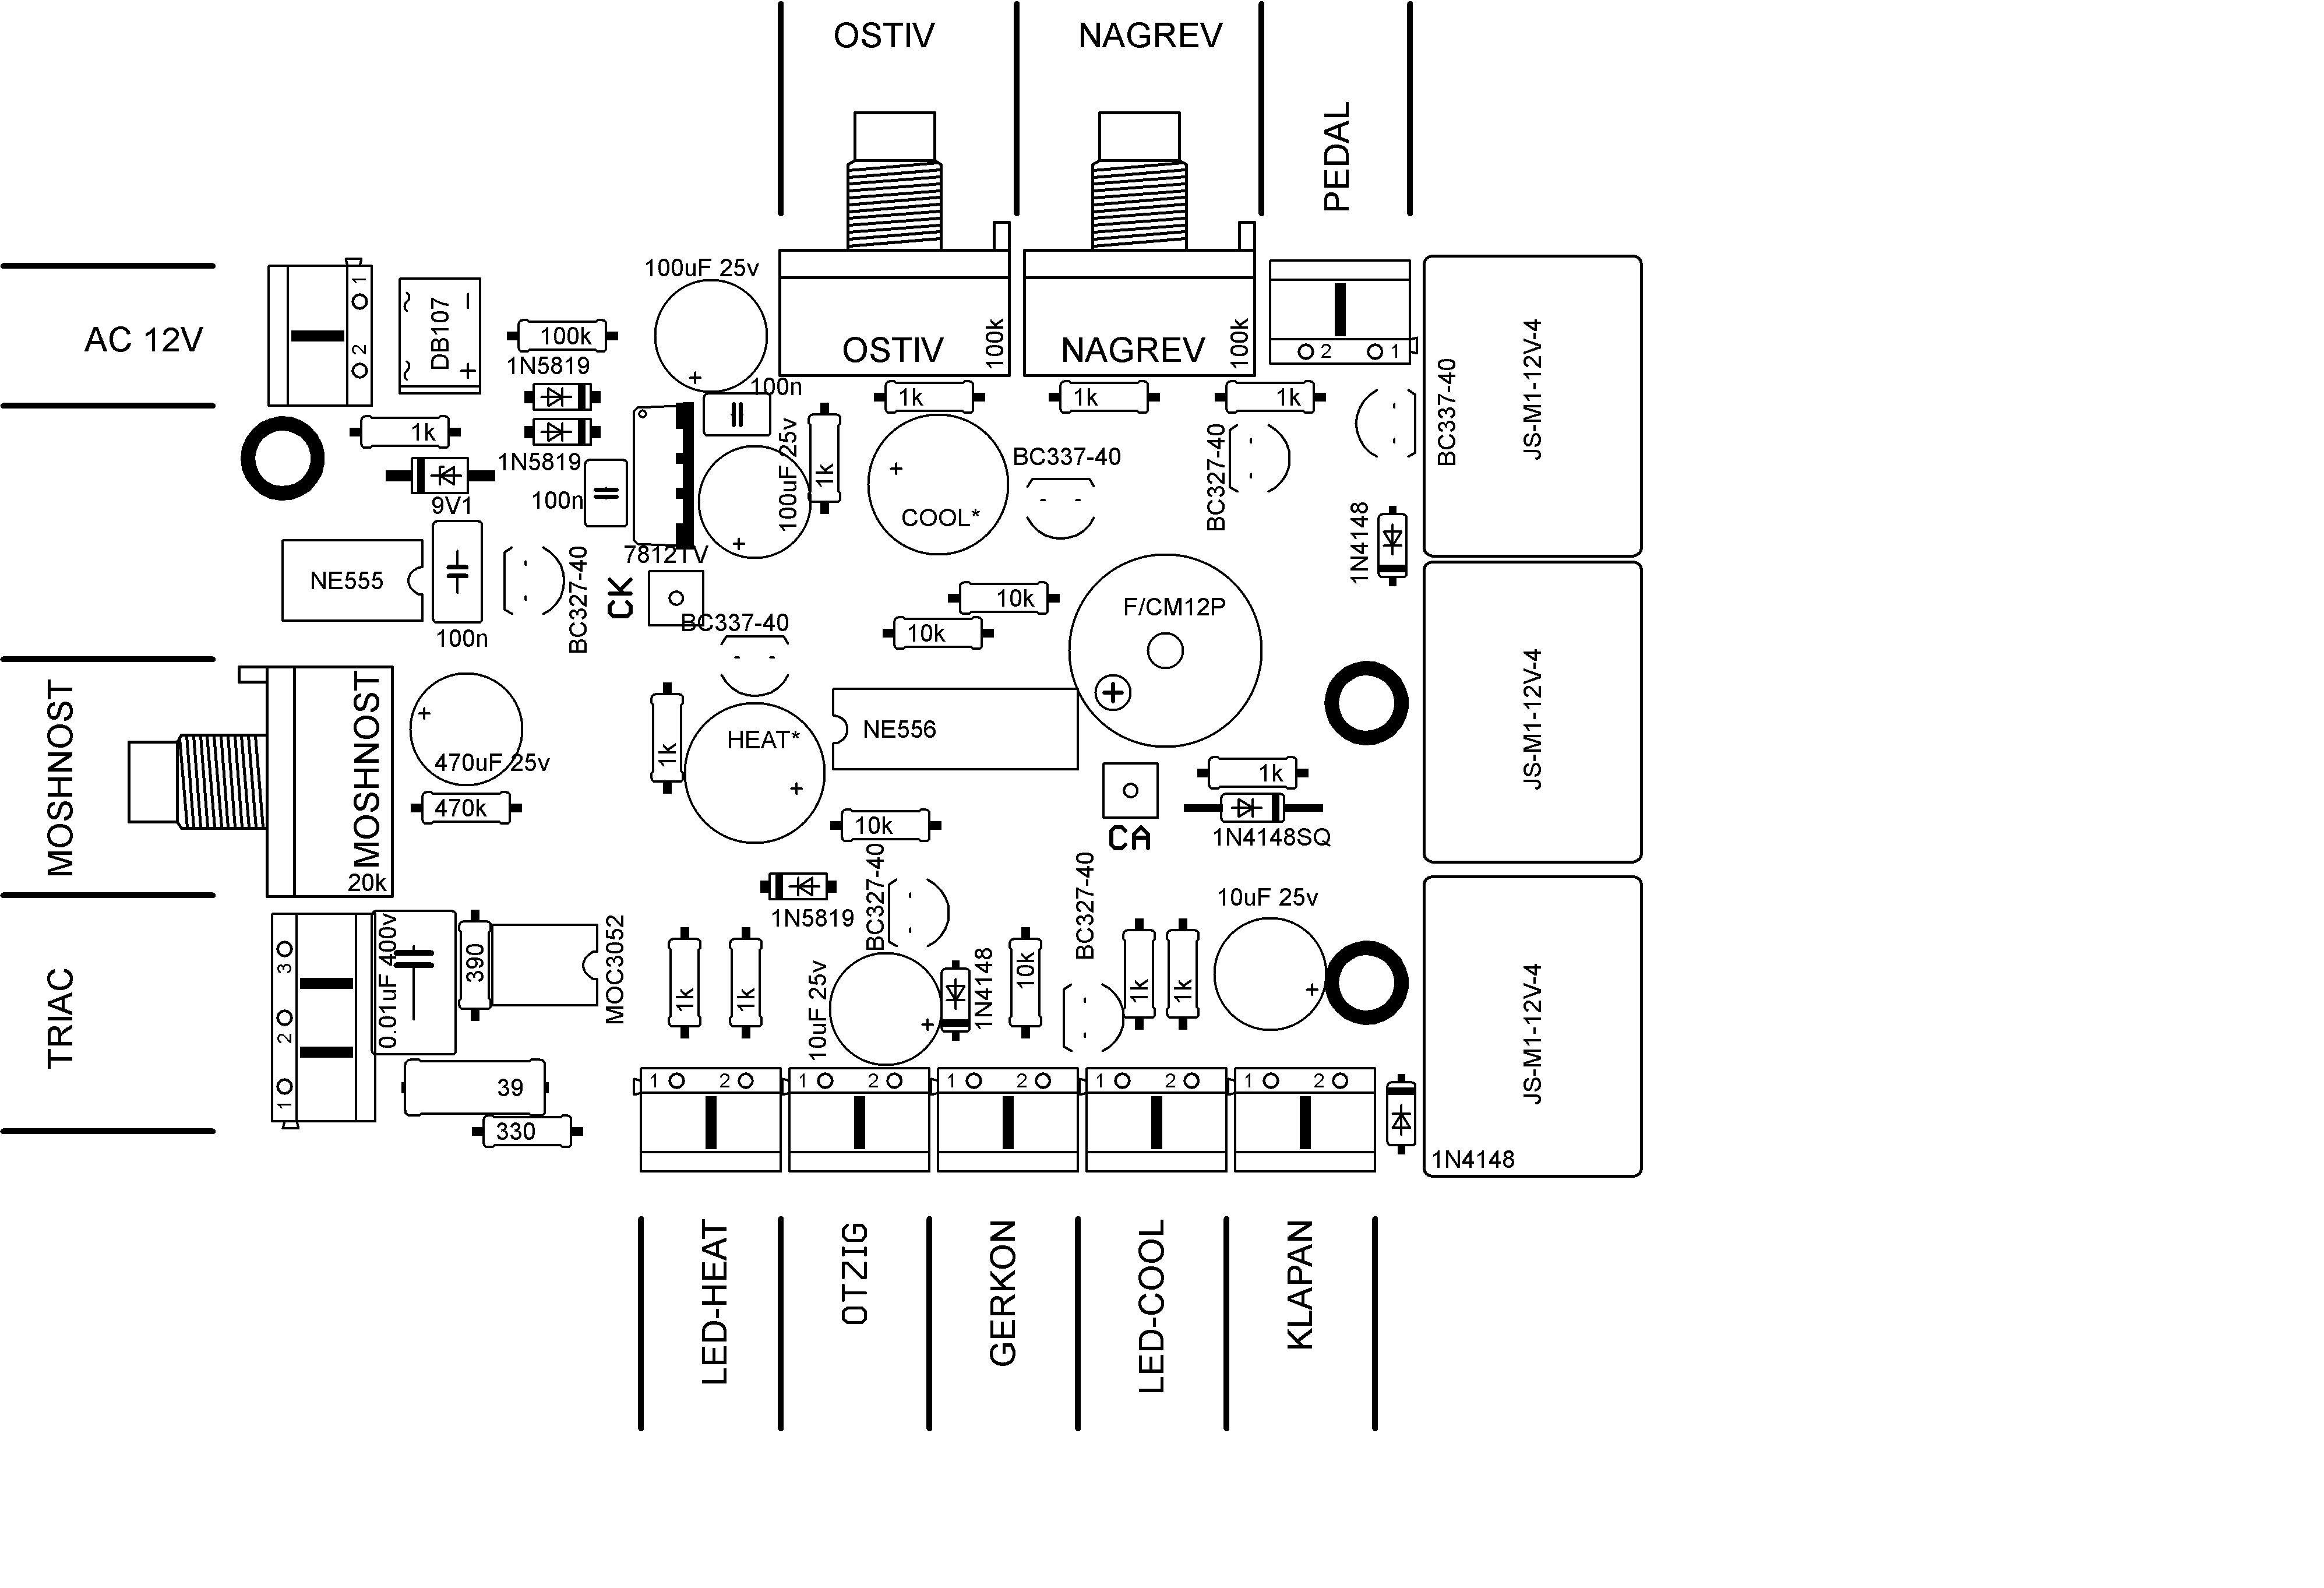 OSTIV
NAGREV
PEDAL
AC 12V
1
2
DB107
~
~
-
+
100k
1N5819
1N5819
1k
9V1
100uF 25v
+
100n
100n
7812TV
100uF 25v
+
1k
OSTIV
100k
NAGREV
100k
2
1
1k
1k
1k
COOL*
+
BC337-40
BC327-40
BC337-40
1N4148
JS-M1-12V-4
NE555
100n
BC327-40
CK
BC337-40
10k
10k
F/CM12P
+
JS-M1-12V-4
MOSHNOST
MOSHNOST
20k
+
470uF 25v
470k
1k
HEAT*
+
NE556
10k
CA
1k
1N4148SQ
1N5819
BC327-40
BC327-40
10uF 25v
+
TRIAC
3
2
1
0.01uF 400v
390
MOC3052
39
330
1k
1k
10uF 25v
+
1N4148
10k
1k
1k
JS-M1-12V-4
1N4148
1 2
1 2
1 2
1 2
1 2
LED-HEAT
OTZIG
GERKON
LED-COOL
KLAPAN